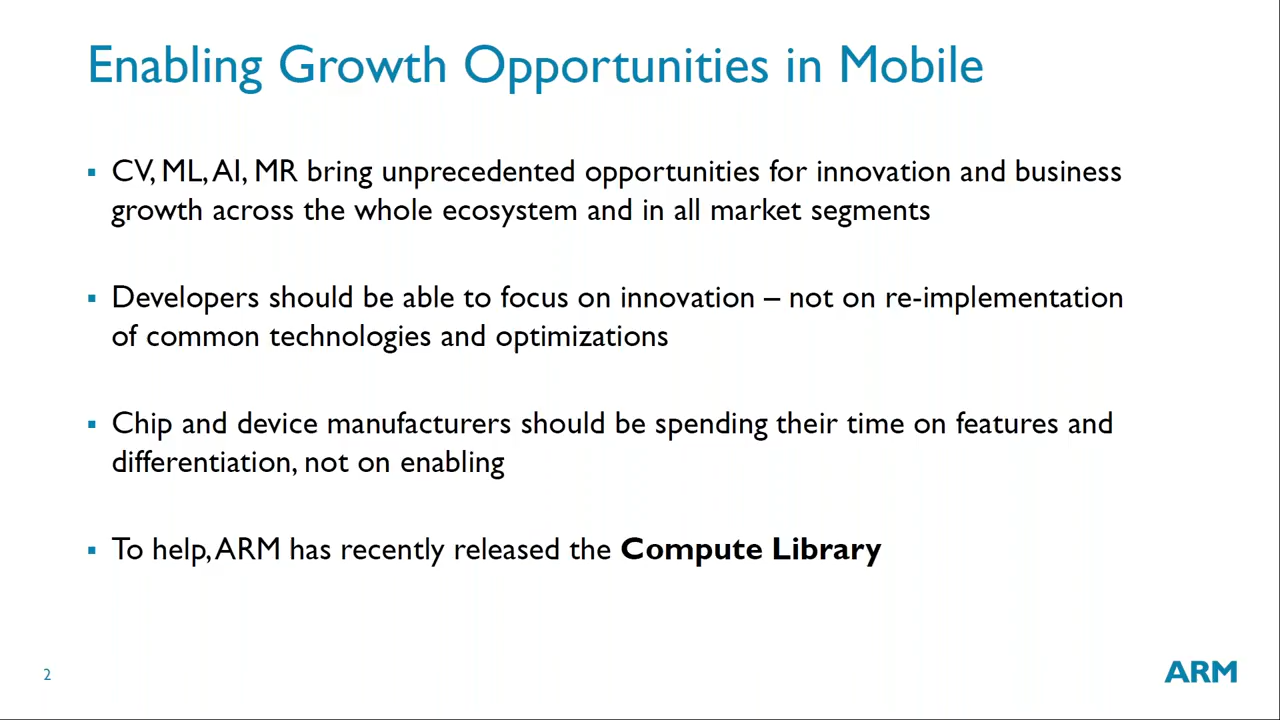 Enabling Growth Opportunities in Mobile
▪ CV, ML, AI, MR bring unprecedented opportunities for innovation and business
growth across the whole ecosystem and in all market segments
▪ Developers should be able to focus on innovation – not on re-implementation
of common technologies and optimizations
▪ Chip and device manufacturers should be spending their time on features and
differentiation, not on enabling
▪ To help, ARM has recently released the Compute Library
2
ARM